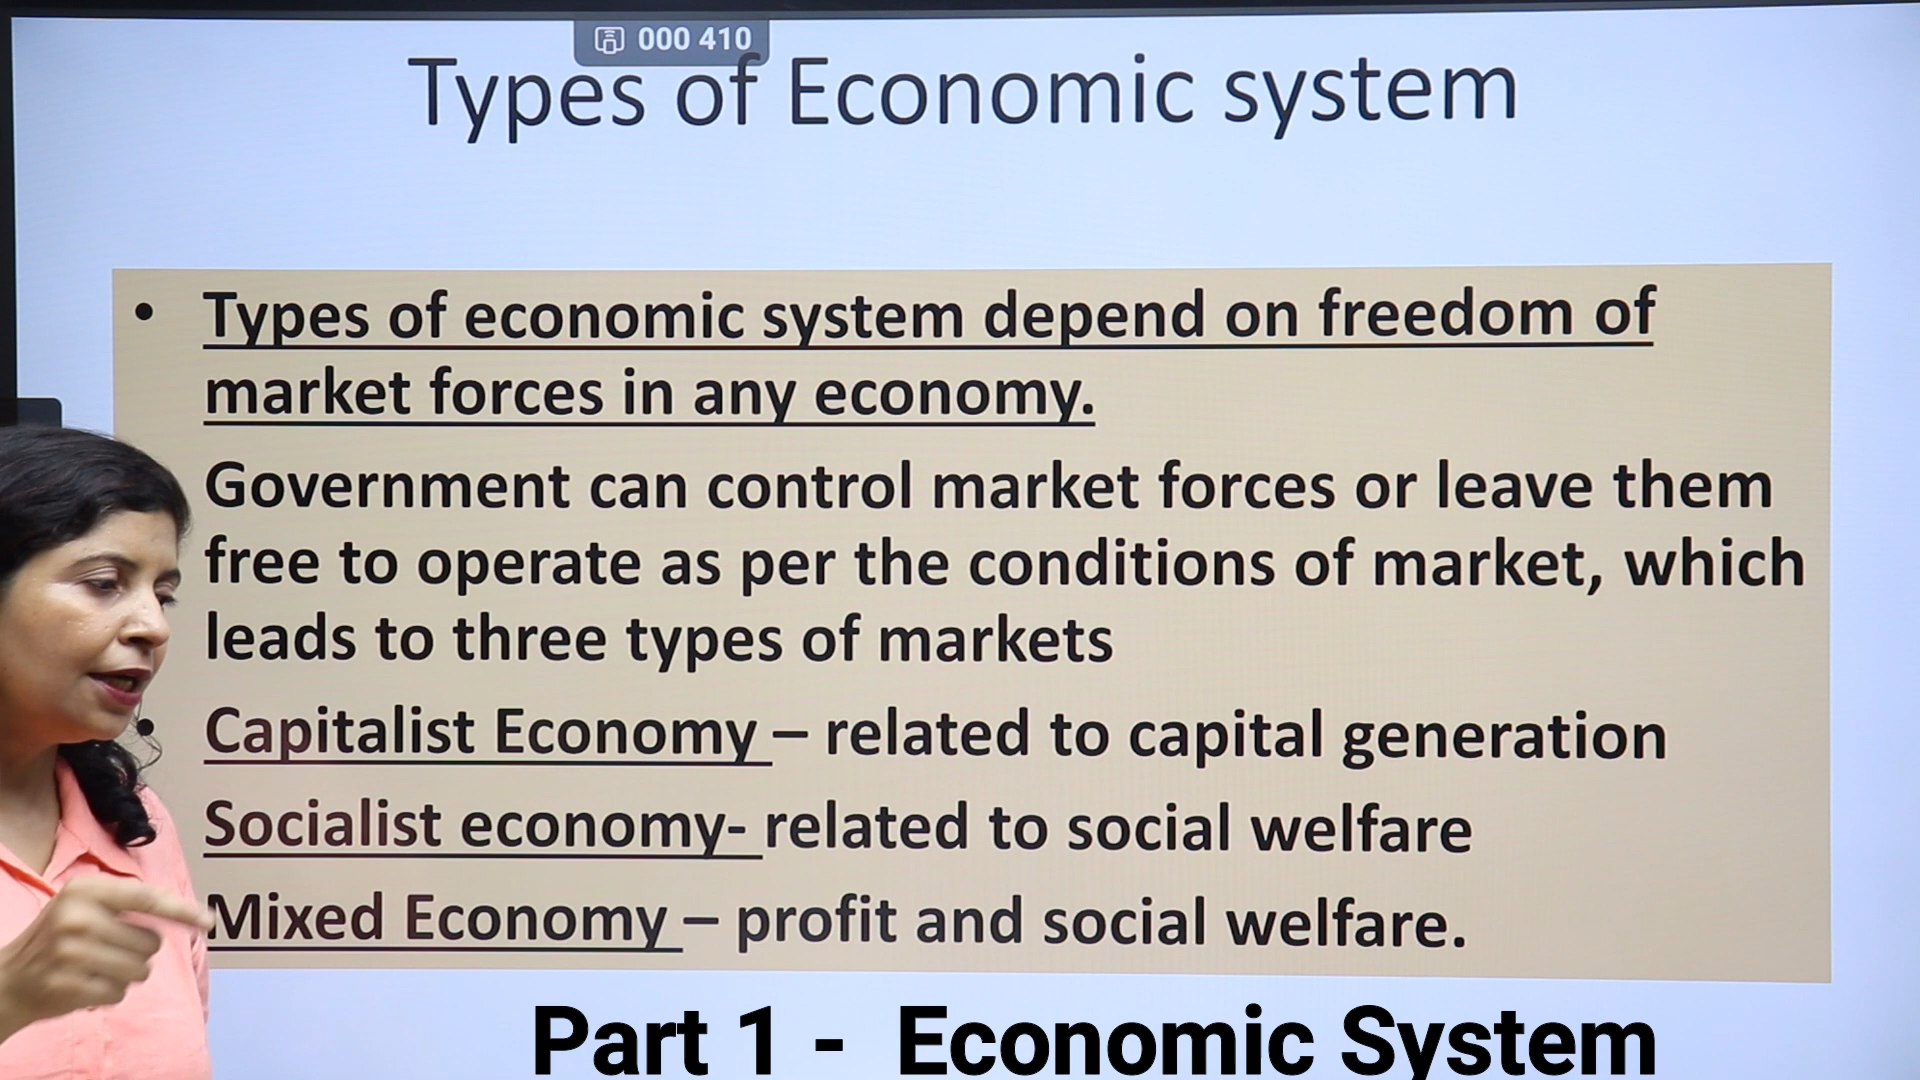 000 410
Types of Economic system
• Types of economic system depend on freedom of
market forces in any economy.
Government can control market forces or leave them
free to operate as per the conditions of market, which
leads to three types of markets
• Capitalist Economy – related to capital generation
Socialist economy- related to social welfare
Mixed Economy – profit and social welfare.
Part 1 - Economic System